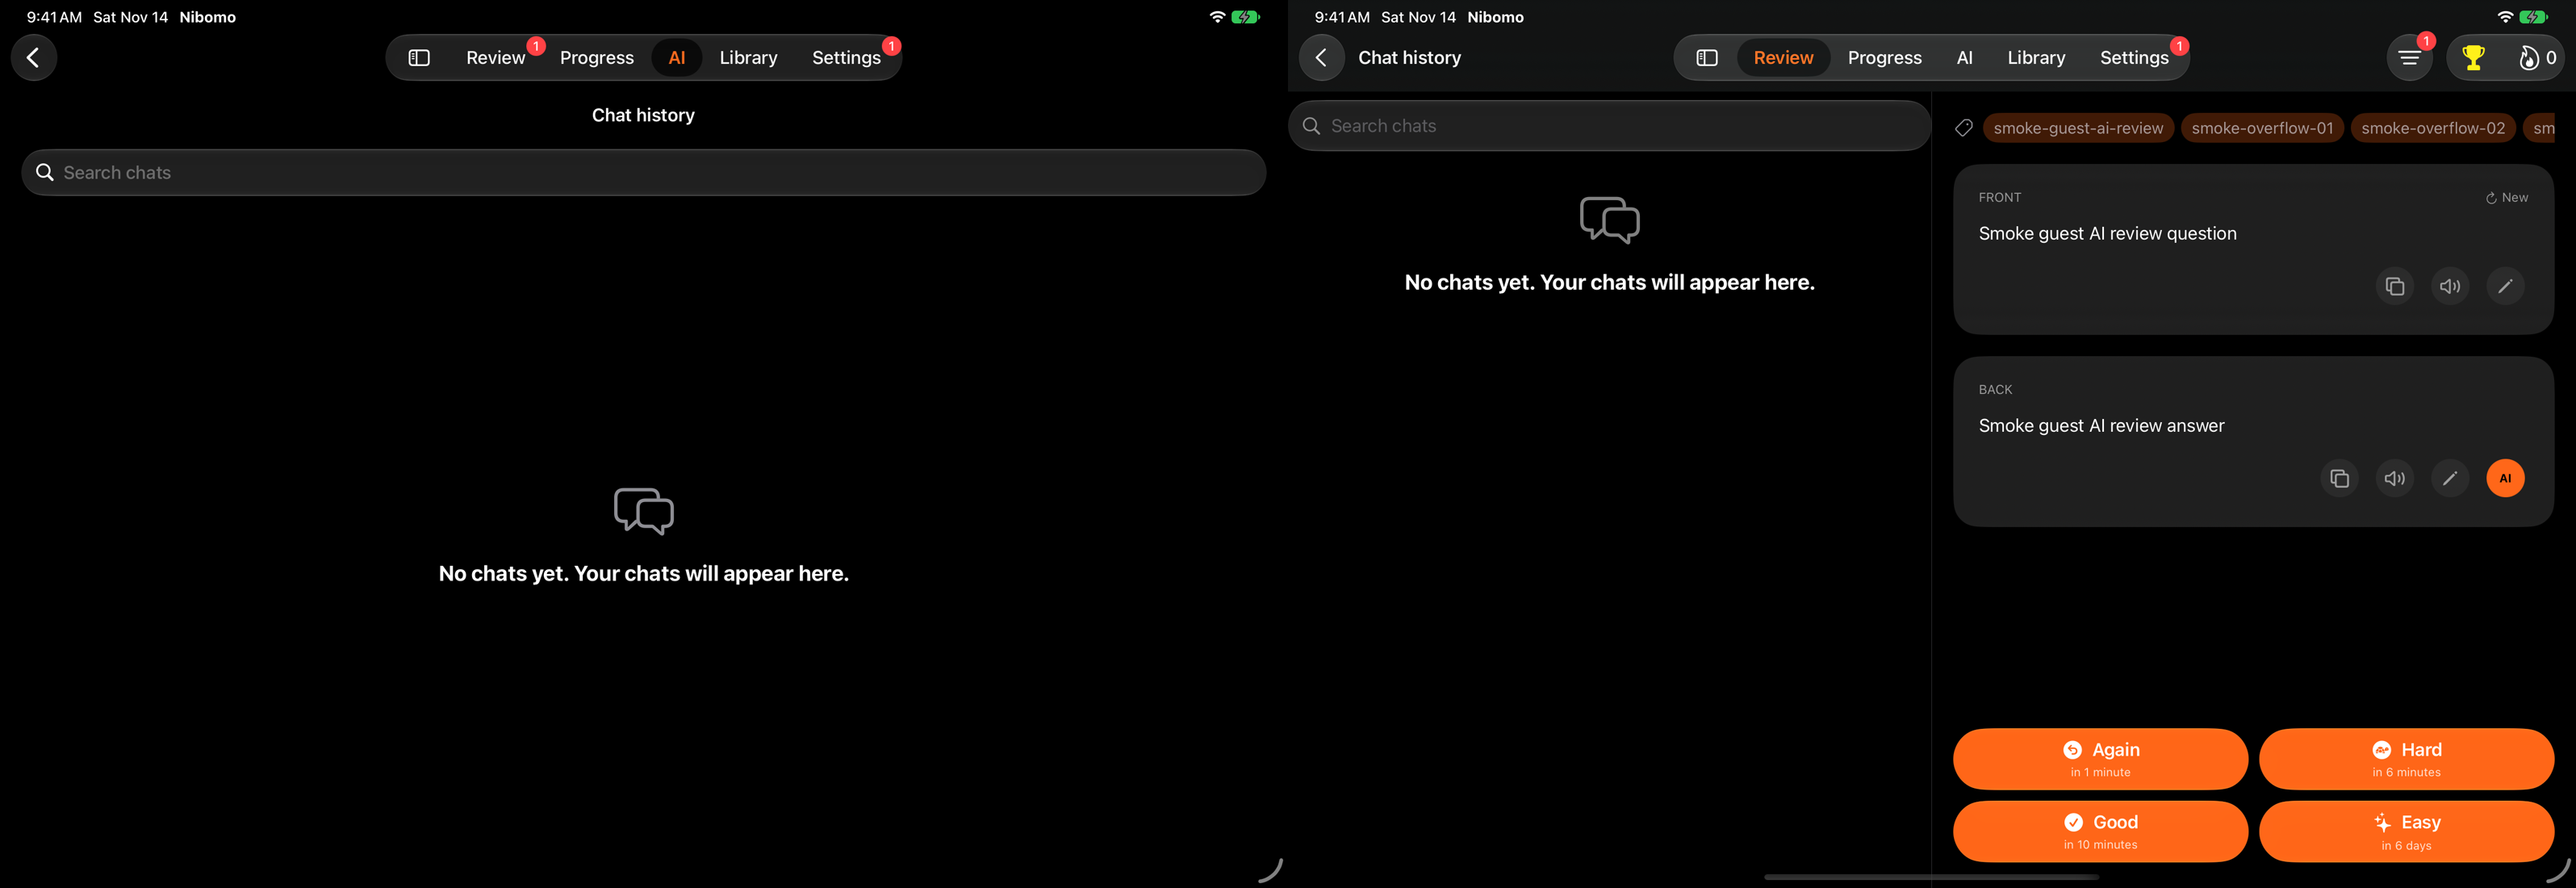 9:41 AM Sat Nov 14 Nibomo
Review 1 Progress AI Library Settings 1
Chat history
Search chats
No chats yet. Your chats will appear here.
9:41 AM Sat Nov 14 Nibomo
Chat history
Review Progress AI Library Settings 1
1
0
Search chats
No chats yet. Your chats will appear here.
smoke-guest-ai-review smoke-overflow-01 smoke-overflow-02 sm
FRONT
New
Smoke guest AI review question
BACK
Smoke guest AI review answer
AI
Again
in 1 minute
Hard
in 6 minutes
Good
in 10 minutes
Easy
in 6 days